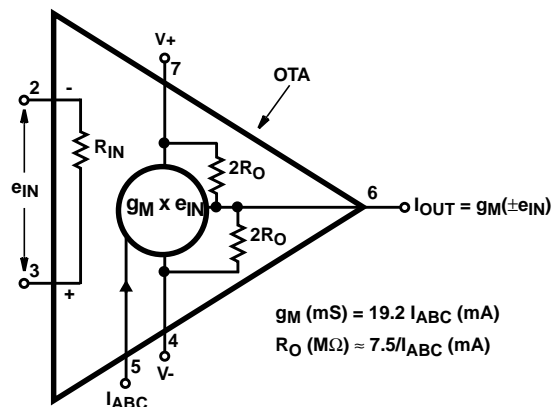 V+
7
OTA
2
-
RIN
2RO
eIN
gM x eIN
6
IOUT = gM(±eIN)
2RO
3
+
gM (mS) = 19.2 IABC (mA)
RO (MΩ) ≈ 7.5/IABC (mA)
4
5
V-
IABC